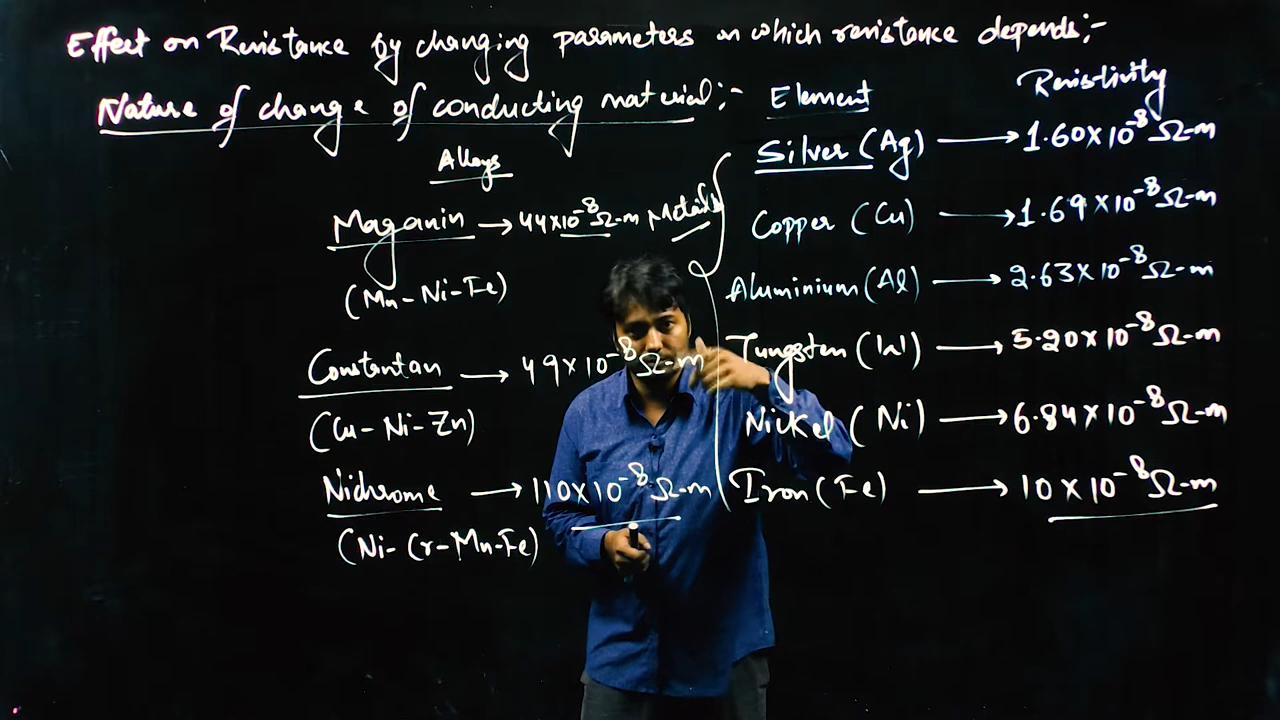 Effect on Resistance by changing parameters on which resistance depends:-
Nature of change of conducting material:-
Alloys
Maganin → 44×10⁻⁸ Ω-m
(Mn-Ni-Fe)
Constantan → 49×10⁻⁸ Ω-m
(Cu-Ni-Zn)
Nichrome → 110×10⁻⁸ Ω-m
(Ni-Cr-Mn-Fe)
Metals
Element Resistivity
Silver (Ag) → 1.60×10⁻⁸ Ω-m
Copper (Cu) → 1.69×10⁻⁸ Ω-m
Aluminium (Al) → 2.63×10⁻⁸ Ω-m
Tungsten (W) → 5.20×10⁻⁸ Ω-m
Nickel (Ni) → 6.84×10⁻⁸ Ω-m
Iron (Fe) → 10×10⁻⁸ Ω-m